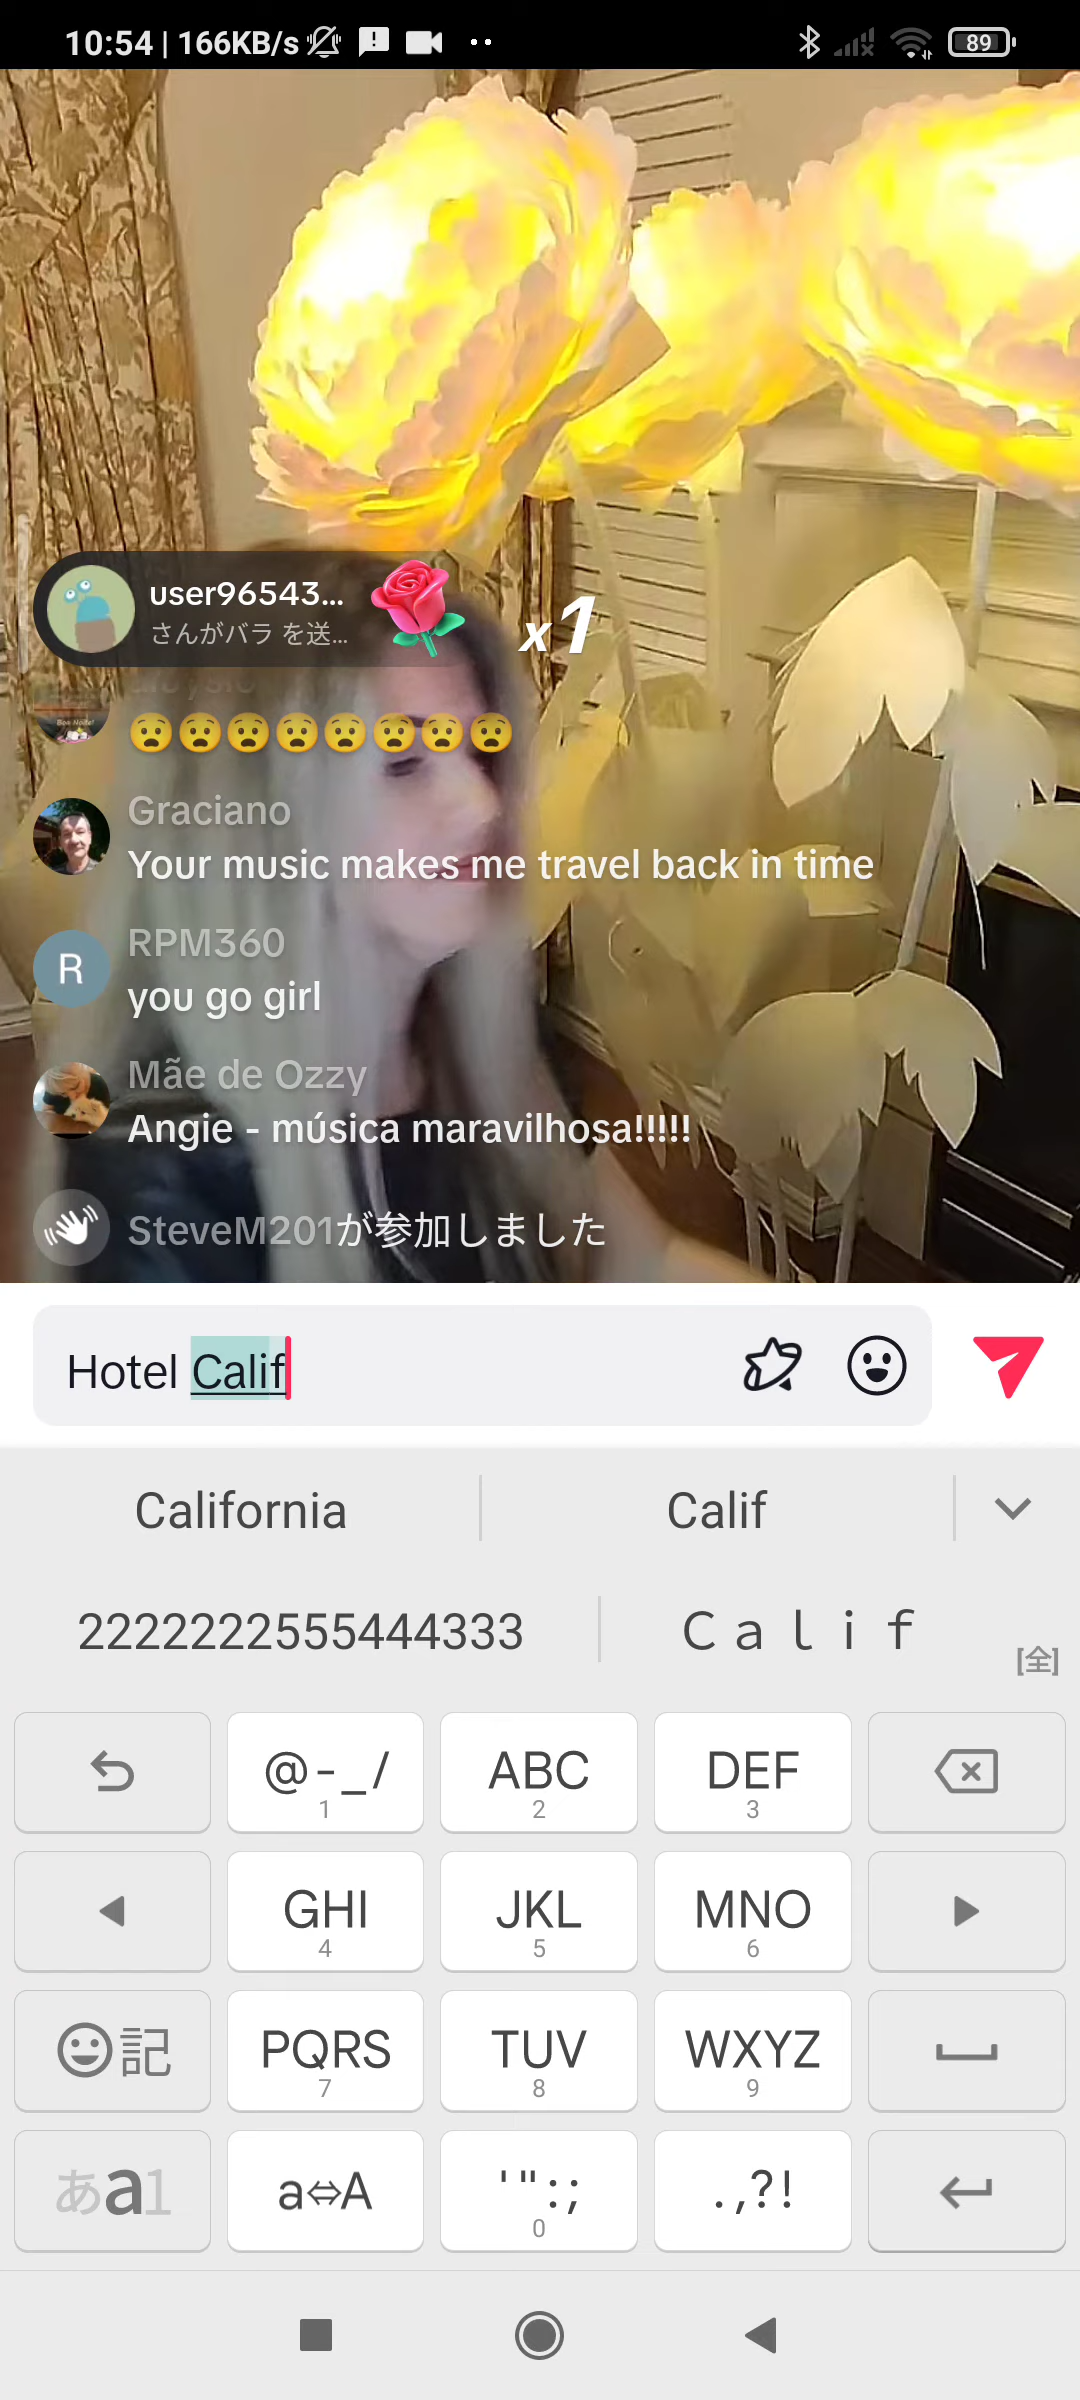 10:54 | 166KB/s
89
user96543...
さんがバラ を送...
x1
😧😧😧😧😧😧😧😧
Graciano
Your music makes me travel back in time
R
RPM360
you go girl
Mãe de Ozzy
Angie - música maravilhosa!!!!!
SteveM201が参加しました
Hotel Calif
California
Calif
2222222555444333
Ｃａｌｉｆ
[全]
@-_/
1
ABC
2
DEF
3
GHI
4
JKL
5
MNO
6
記
PQRS
7
TUV
8
WXYZ
9
あa1
a⇔A
'":;
0
.,?!